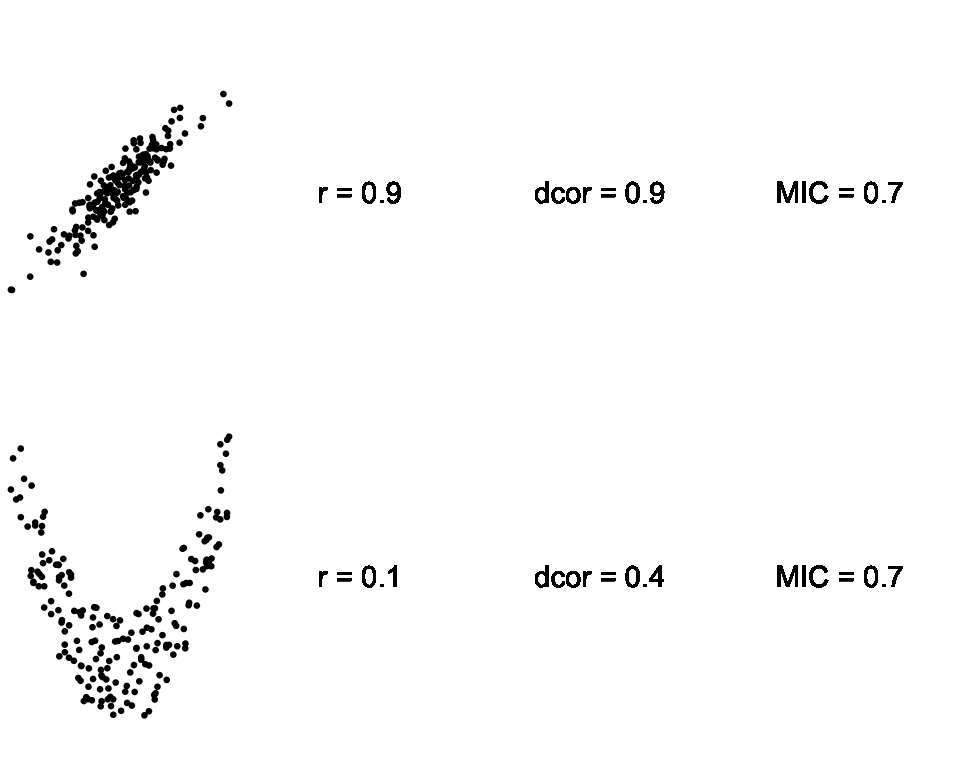 r = 0.9 dcor = 0.9 MIC = 0.7
r = 0.1 dcor = 0.4 MIC = 0.7